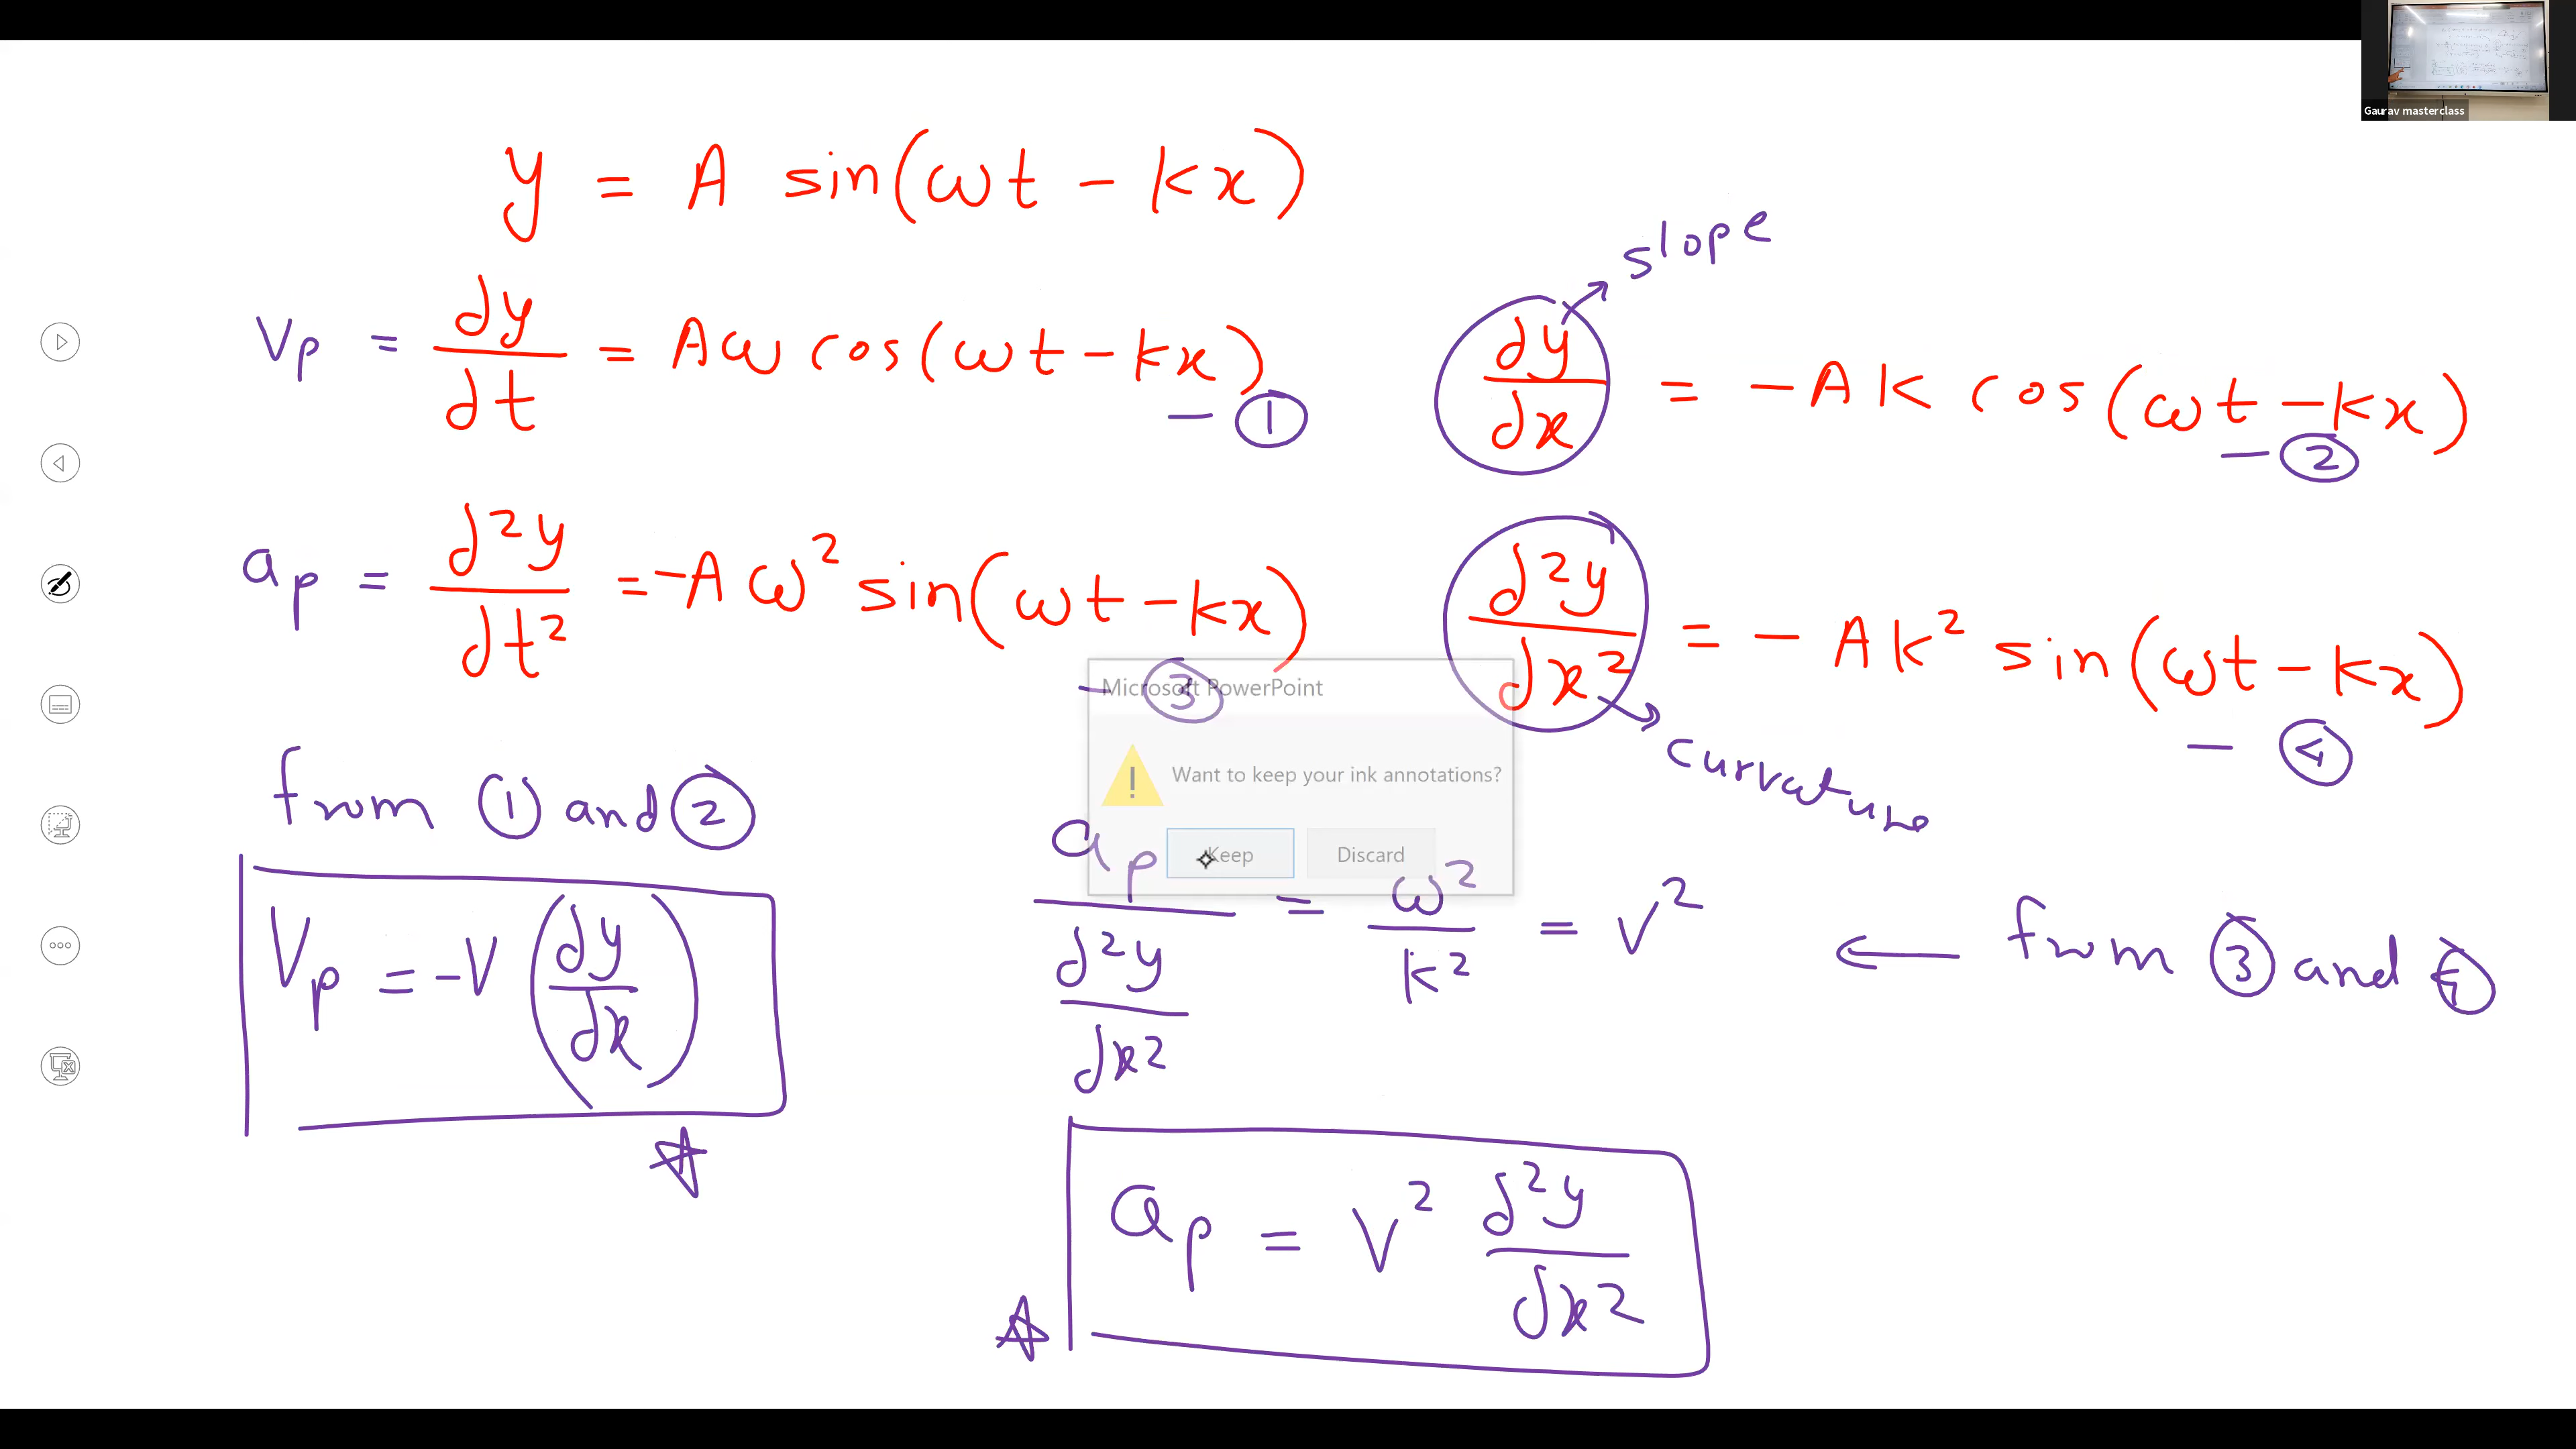 Gaurav masterclass
y = A sin(ωt - kx)
slope
Vp = dy/dt = Aω cos(ωt - kx) - ①
dy/dx = -AK cos(ωt - kx) - ②
ap = d²y/dt² = -Aω² sin(ωt - kx) - ③
d²y/dx² = - AK² sin(ωt - kx) - ④
curvature
Microsoft PowerPoint
Want to keep your ink annotations?
Keep Discard
from ① and ②
Vp = -V (dy/dx)
ap / (d²y/dx²) = ω²/k² = V² ← from ③ and ④
ap = V² d²y/dx²